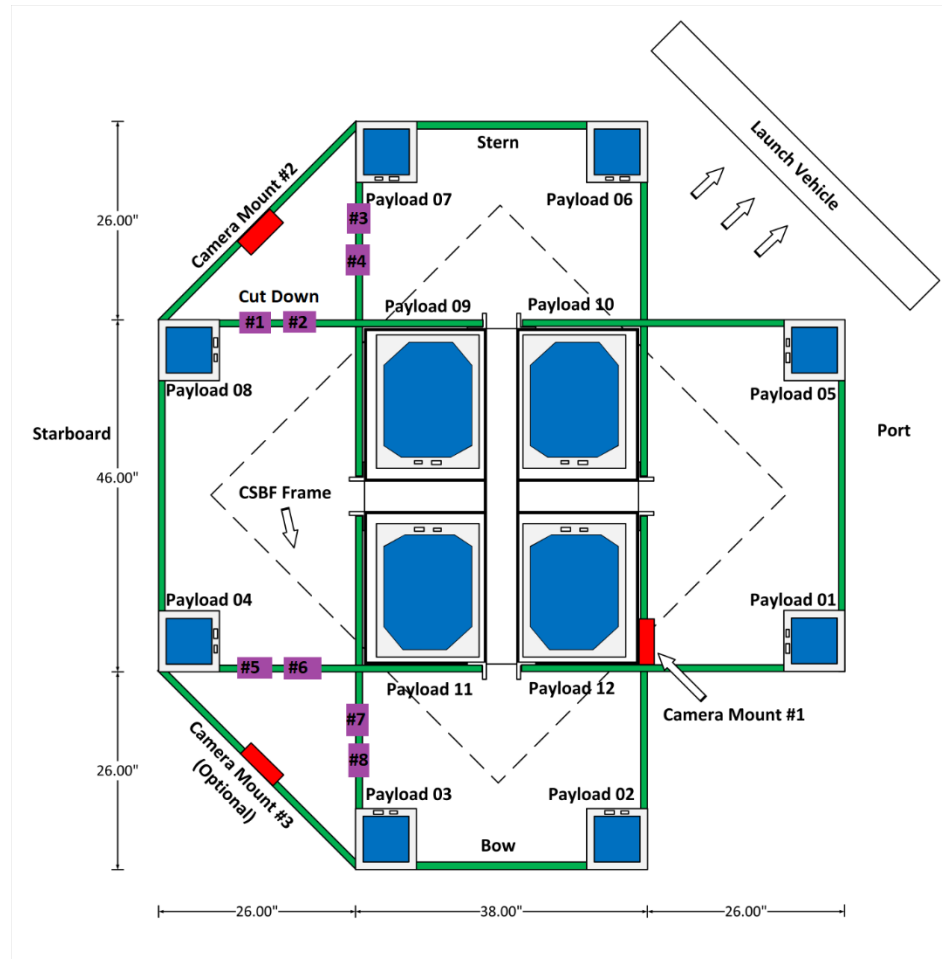 Stern
Launch Vehicle
Camera Mount #2
26.00"
Payload 07
Payload 06
#3
#4
Cut Down
#1
#2
Payload 09
Payload 10
Payload 08
Payload 05
Starboard
Port
46.00"
CSBF Frame
Payload 04
Payload 01
#5
#6
Payload 11
Payload 12
Camera Mount #1
#7
#8
Camera Mount #3
(Optional)
26.00"
Payload 03
Payload 02
Bow
26.00"
38.00"
26.00"